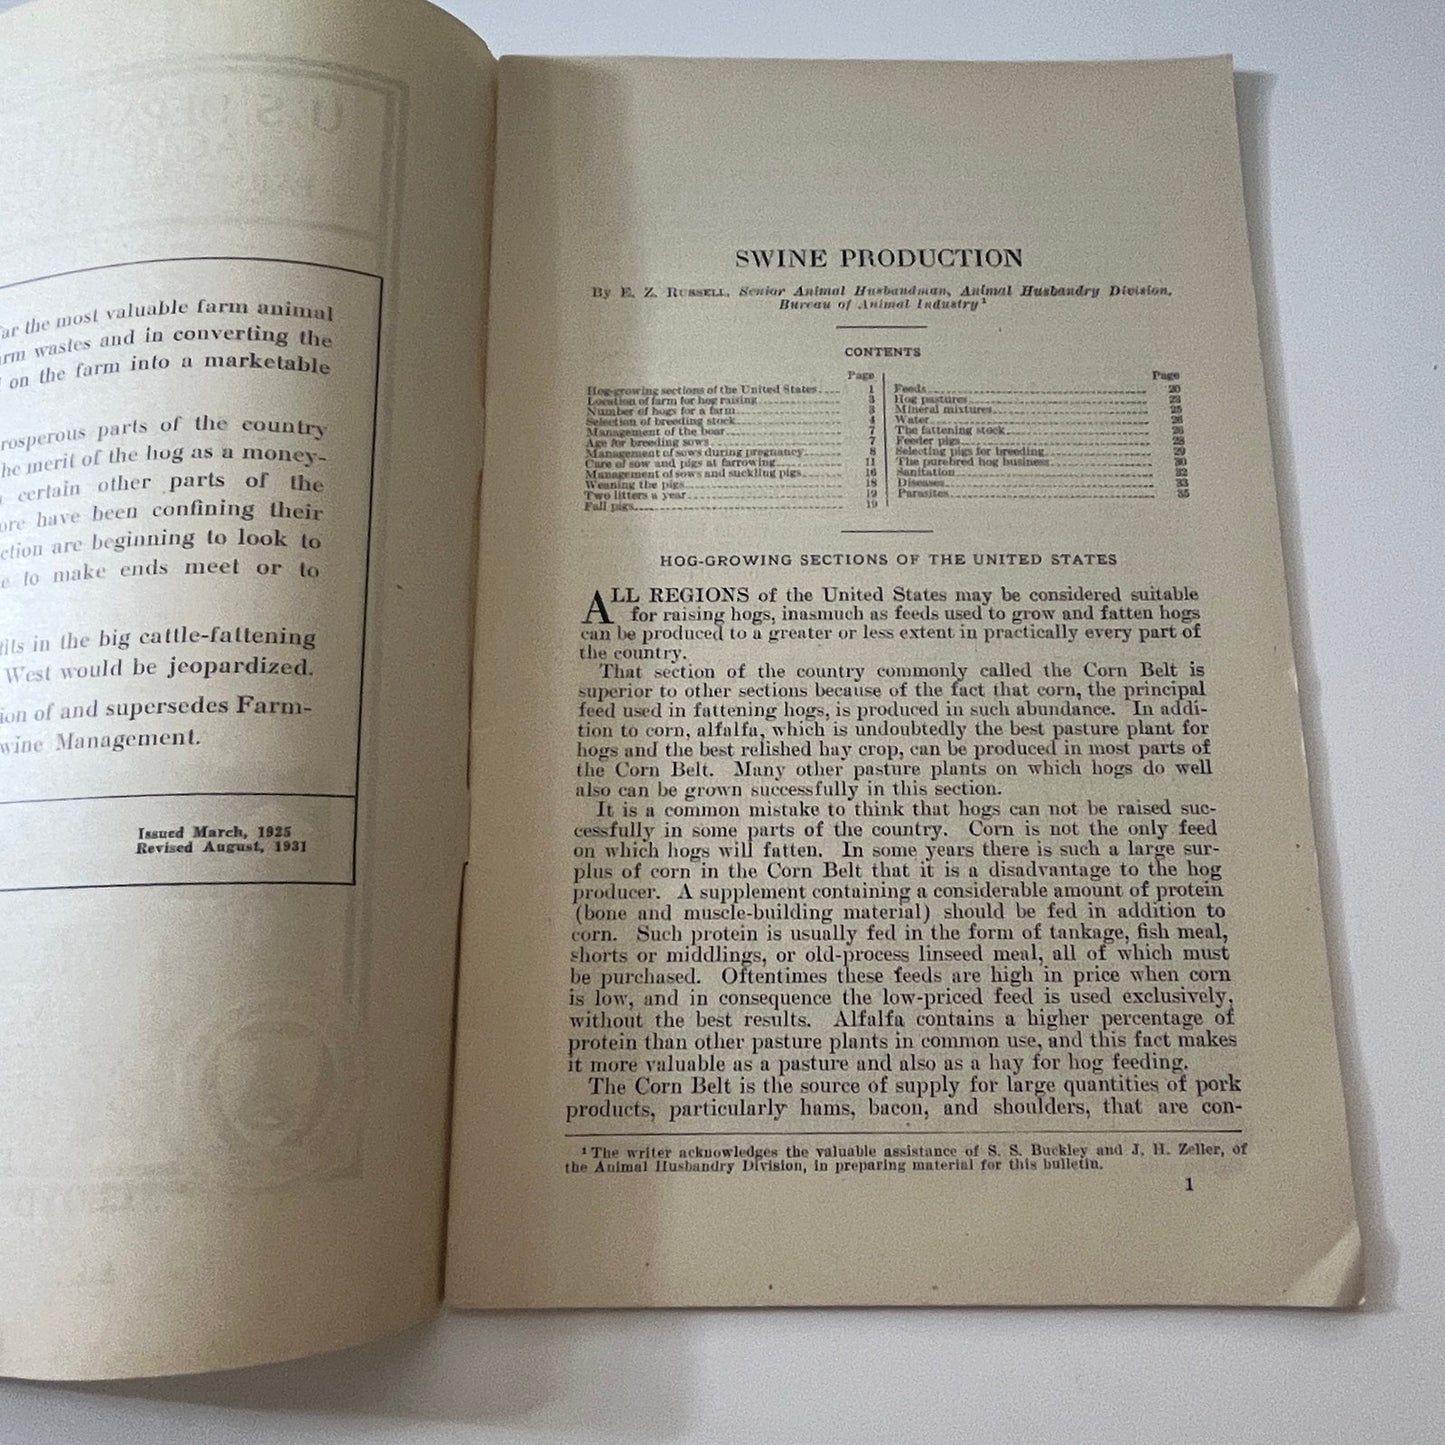 far the most valuable farm animal
farm wastes and in converting the
on the farm into a marketable
prosperous parts of the country
the merit of the hog as a money-
certain other parts of the
have been confining their
are beginning to look to
to make ends meet or to
in the big cattle-fattening
West would be jeopardized.
of and supersedes Farm-
Management.
Issued March, 1925
Revised August, 1931
SWINE PRODUCTION
By E. Z. Russell, Senior Animal Husbandman, Animal Husbandry Division,
Bureau of Animal Industry¹
CONTENTS
Page
Hog-growing sections of the United States 1
Location of farm for hog raising 3
Number of hogs for a farm 3
Selection of breeding stock 4
Management of the boar 7
Age for breeding sows 7
Management of sows during pregnancy 8
Care of sow and pigs at farrowing 11
Management of sows and suckling pigs 16
Weaning the pigs 18
Two litters a year 19
Fall pigs 19
Page
Feeds 20
Hog pastures 23
Mineral mixtures 25
Water 26
The fattening stock 26
Feeder pigs 28
Selecting pigs for breeding 29
The purebred hog business 30
Sanitation 32
Diseases 33
Parasites 35
HOG-GROWING SECTIONS OF THE UNITED STATES
ALL REGIONS of the United States may be considered suitable
for raising hogs, inasmuch as feeds used to grow and fatten hogs
can be produced to a greater or less extent in practically every part of
the country.
That section of the country commonly called the Corn Belt is
superior to other sections because of the fact that corn, the principal
feed used in fattening hogs, is produced in such abundance. In addi-
tion to corn, alfalfa, which is undoubtedly the best pasture plant for
hogs and the best relished hay crop, can be produced in most parts of
the Corn Belt. Many other pasture plants on which hogs do well
also can be grown successfully in this section.
It is a common mistake to think that hogs can not be raised suc-
cessfully in some parts of the country. Corn is not the only feed
on which hogs will fatten. In some years there is such a large sur-
plus of corn in the Corn Belt that it is a disadvantage to the hog
producer. A supplement containing a considerable amount of protein
(bone and muscle-building material) should be fed in addition to
corn. Such protein is usually fed in the form of tankage, fish meal,
shorts or middlings, or old-process linseed meal, all of which must
be purchased. Oftentimes these feeds are high in price when corn
is low, and in consequence the low-priced feed is used exclusively,
without the best results. Alfalfa contains a higher percentage of
protein than other pasture plants in common use, and this fact makes
it more valuable as a pasture and also as a hay for hog feeding.
The Corn Belt is the source of supply for large quantities of pork
products, particularly hams, bacon, and shoulders, that are con-
¹ The writer acknowledges the valuable assistance of S. S. Buckley and J. H. Zeller, of
the Animal Husbandry Division, in preparing material for this bulletin.
1